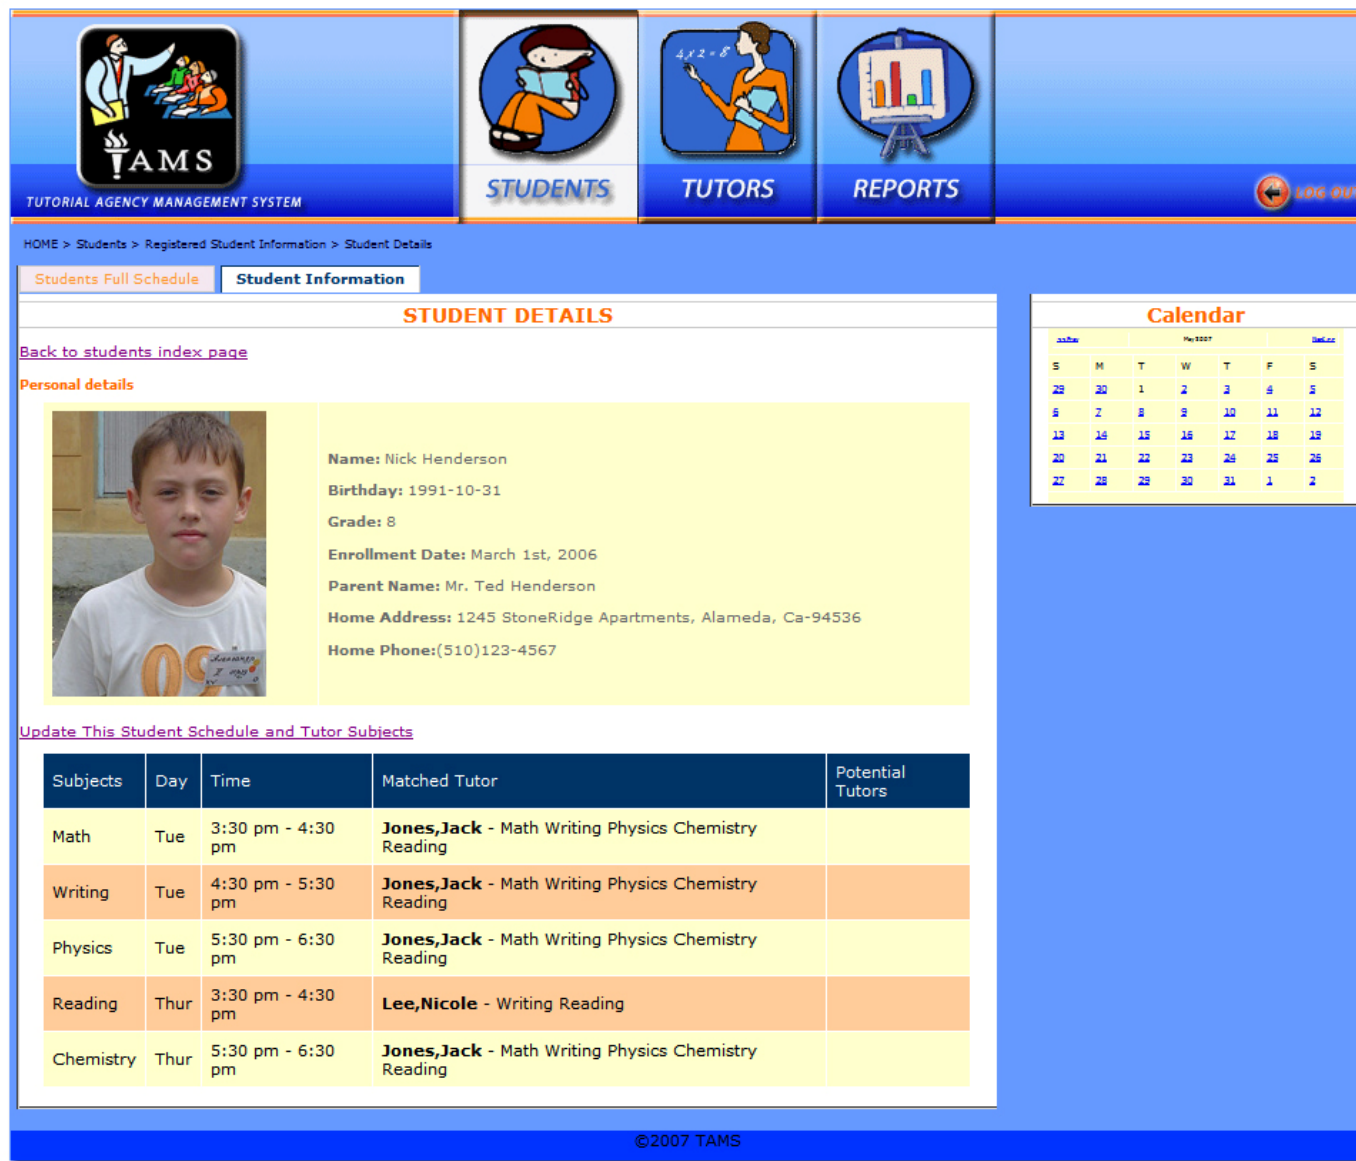 4 x 2 = 8
TAMS
STUDENTS
TUTORS
REPORTS
TUTORIAL AGENCY MANAGEMENT SYSTEM
LOG OUT
HOME > Students > Registered Student Information > Student Details
Students Full Schedule
Student Information
STUDENT DETAILS
Back to students index page
Personal details
Name: Nick Henderson
Birthday: 1991-10-31
Grade: 8
Enrollment Date: March 1st, 2006
Parent Name: Mr. Ted Henderson
Home Address: 1245 StoneRidge Apartments, Alameda, Ca-94536
Home Phone:(510)123-4567
Update This Student Schedule and Tutor Subjects
Subjects Day Time Matched Tutor Potential
Tutors
Math Tue 3:30 pm - 4:30
pm Jones,Jack - Math Writing Physics Chemistry
Reading
Writing Tue 4:30 pm - 5:30
pm Jones,Jack - Math Writing Physics Chemistry
Reading
Physics Tue 5:30 pm - 6:30
pm Jones,Jack - Math Writing Physics Chemistry
Reading
Reading Thur 3:30 pm - 4:30
pm Lee,Nicole - Writing Reading
Chemistry Thur 5:30 pm - 6:30
pm Jones,Jack - Math Writing Physics Chemistry
Reading
Calendar
May 2007
S M T W T F S
29 30 1 2 3 4 5
6 7 8 9 10 11 12
13 14 15 16 17 18 19
20 21 22 23 24 25 26
27 28 29 30 31 1 2
©2007 TAMS